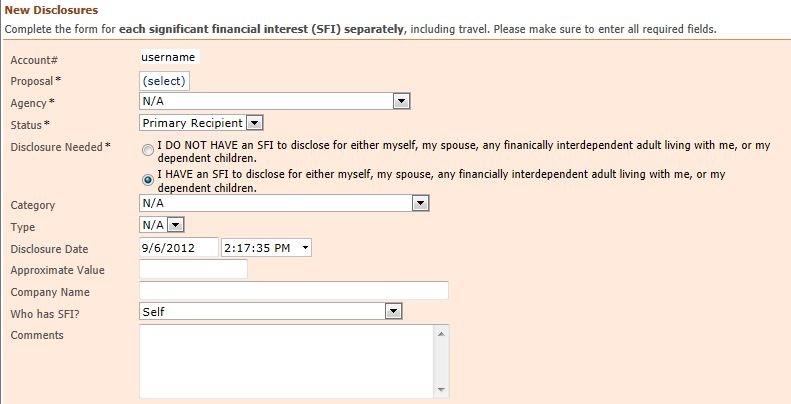 New Disclosures
Complete the form for each significant financial interest (SFI) separately, including travel. Please make sure to enter all required fields.
Account# username
Proposal* (select)
Agency* N/A
Status* Primary Recipient
Disclosure Needed* I DO NOT HAVE an SFI to disclose for either myself, my spouse, any finanically interdependent adult living with me, or my
dependent children.
I HAVE an SFI to disclose for either myself, my spouse, any financially interdependent adult living with me, or my
dependent children.
Category N/A
Type N/A
Disclosure Date 9/6/2012 2:17:35 PM
Approximate Value
Company Name
Who has SFI? Self
Comments